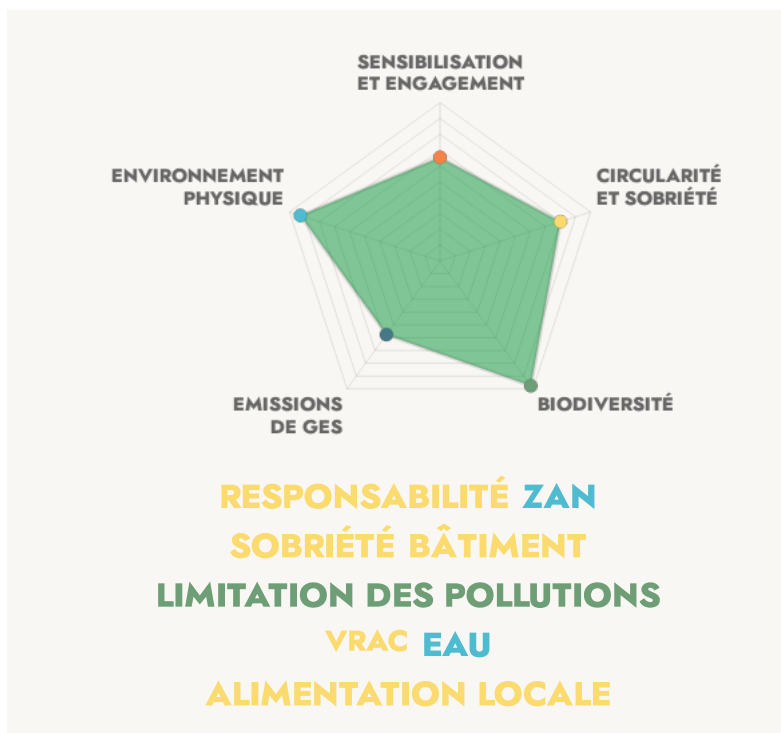 SENSIBILISATION
ET ENGAGEMENT
ENVIRONNEMENT
PHYSIQUE
CIRCULARITÉ
ET SOBRIÉTÉ
EMISSIONS
DE GES
BIODIVERSITÉ
RESPONSABILITÉ ZAN
SOBRIÉTÉ BÂTIMENT
LIMITATION DES POLLUTIONS
VRAC EAU
ALIMENTATION LOCALE